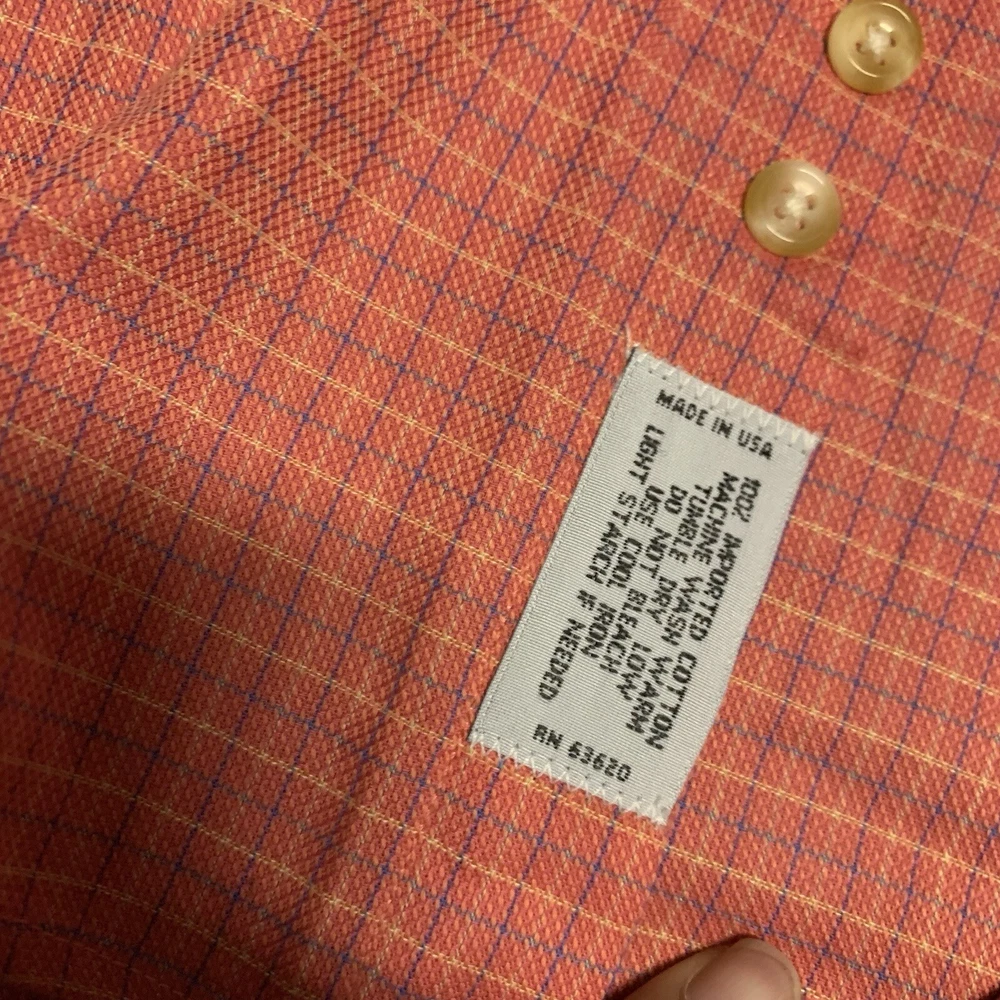 MADE IN USA
100% IMPORTED COTTON
MACHINE WASH WARM
TUMBLE DRY LOW
DO NOT BLEACH
USE COOL IRON
LIGHT STARCH IF NEEDED
RN 63620